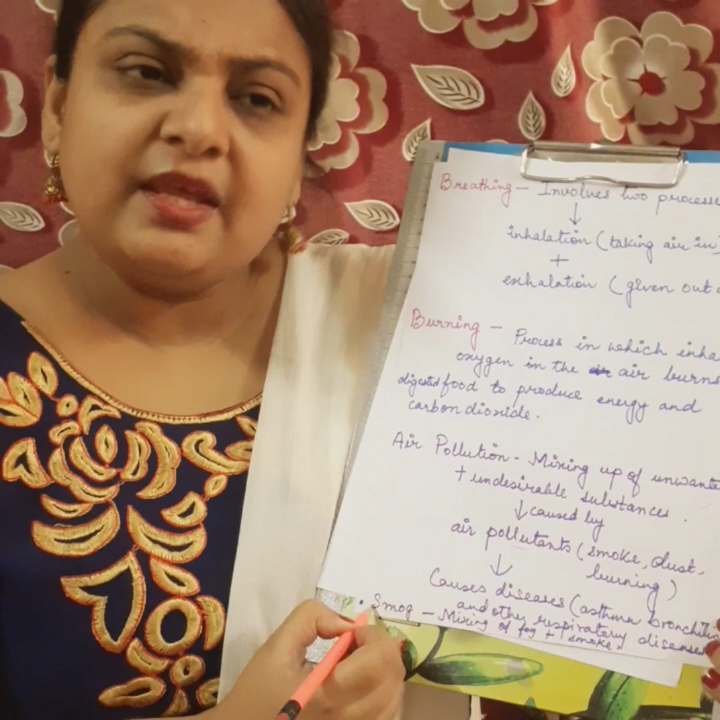 Breathing - Involves two processe
↓
inhalation (taking air in)
+
exhalation (given out a
Burning - Process in which inha
oxygen in the air burns
digested food to produce energy and
carbon dioxide.
Air Pollution - Mixing up of unwante
+ undesirable substances.
↓ caused by
air pollutants (smoke, dust,
burning)
↓
Causes diseases (asthma bronchitis
and other respiratory diseases
Smog - Mixing of fog + smoke.